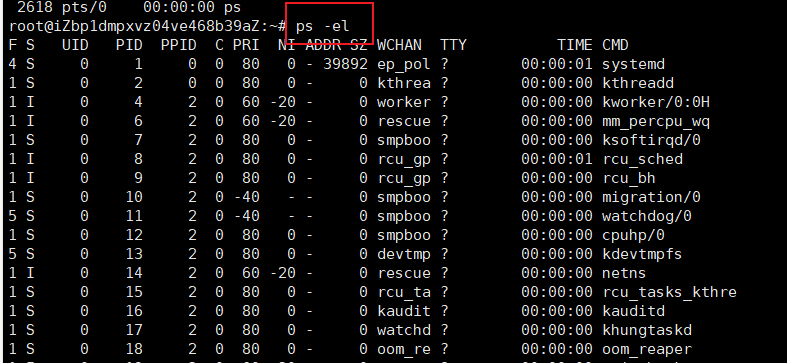 2618 pts/0    00:00:00 ps
root@iZbp1dmpxvz04ve468b39aZ:~# ps -el
F S   UID   PID  PPID  C PRI  NI ADDR SZ WCHAN  TTY          TIME CMD
4 S     0     1     0  0  80   0 - 39892 ep_pol ?        00:00:01 systemd
1 S     0     2     0  0  80   0 -     0 kthrea ?        00:00:00 kthreadd
1 I     0     4     2  0  60 -20 -     0 worker ?        00:00:00 kworker/0:0H
1 I     0     6     2  0  60 -20 -     0 rescue ?        00:00:00 mm_percpu_wq
1 S     0     7     2  0  80   0 -     0 smpboo ?        00:00:00 ksoftirqd/0
1 I     0     8     2  0  80   0 -     0 rcu_gp ?        00:00:01 rcu_sched
1 I     0     9     2  0  80   0 -     0 rcu_gp ?        00:00:00 rcu_bh
1 S     0    10     2  0 -40   - -     0 smpboo ?        00:00:00 migration/0
5 S     0    11     2  0 -40   - -     0 smpboo ?        00:00:00 watchdog/0
1 S     0    12     2  0  80   0 -     0 smpboo ?        00:00:00 cpuhp/0
5 S     0    13     2  0  80   0 -     0 devtmp ?        00:00:00 kdevtmpfs
1 I     0    14     2  0  60 -20 -     0 rescue ?        00:00:00 netns
1 S     0    15     2  0  80   0 -     0 rcu_ta ?        00:00:00 rcu_tasks_kthre
1 S     0    16     2  0  80   0 -     0 kaudit ?        00:00:00 kauditd
1 S     0    17     2  0  80   0 -     0 watchd ?        00:00:00 khungtaskd
1 S     0    18     2  0  80   0 -     0 oom_re ?        00:00:00 oom_reaper